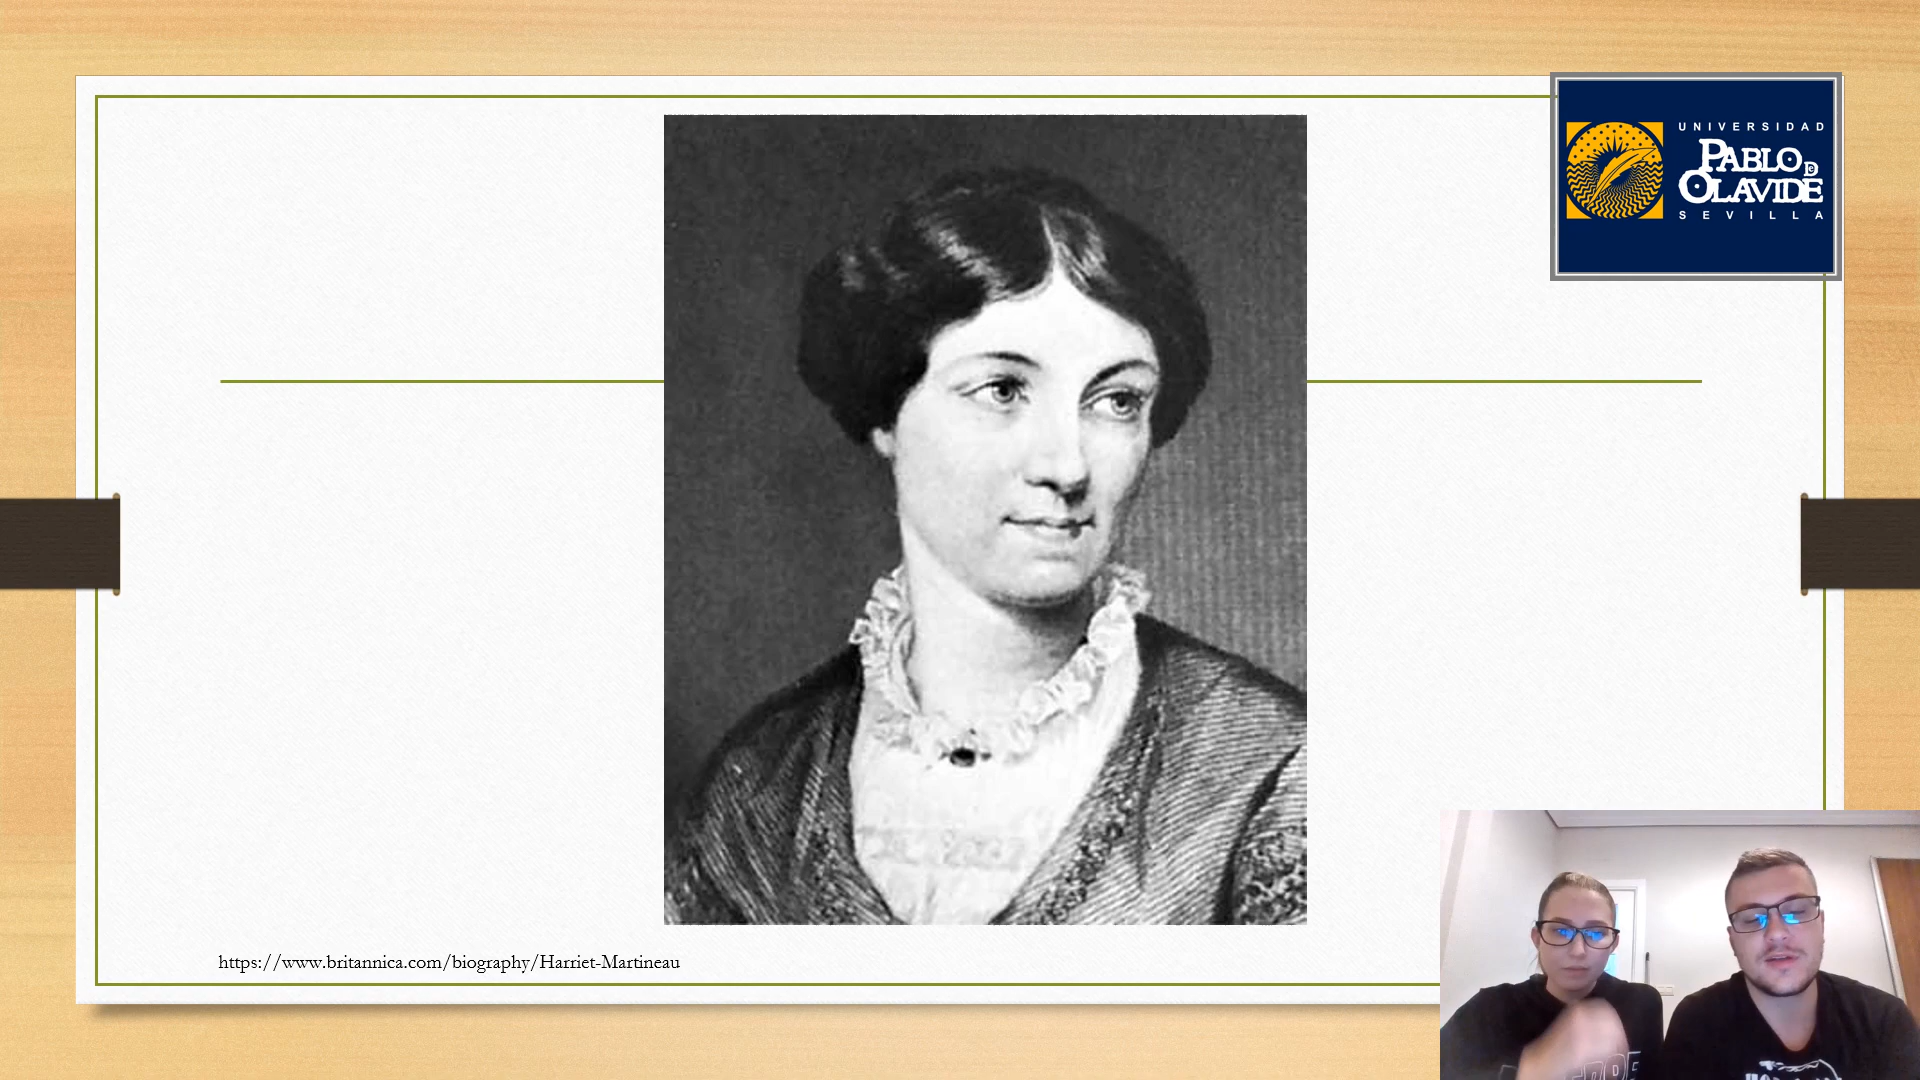 UNIVERSIDAD
PABLO DE
OLAVIDE
SEVILLA
https://www.britannica.com/biography/Harriet-Martineau